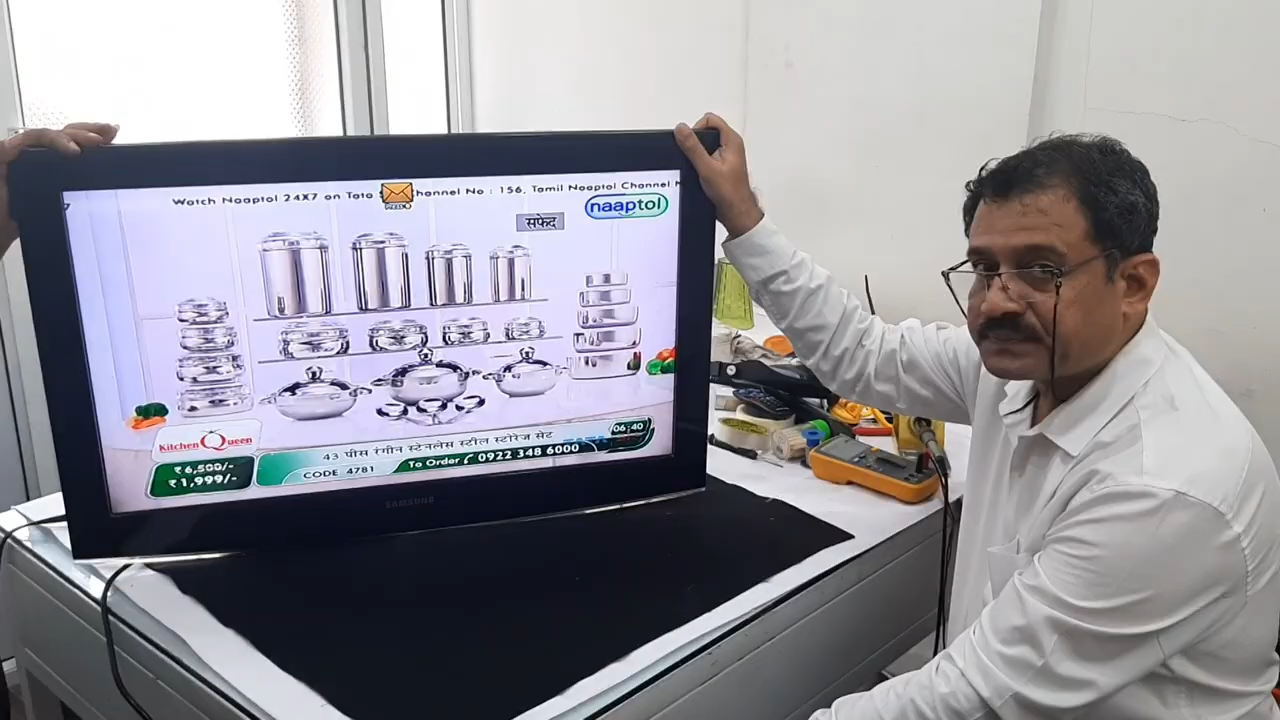 Watch Naaptol 24X7 on Tata hannel No : 156, Tamil Naaptol Channel
naaptol
सफेद
Kitchen Queen
₹ 6,500/-
₹ 1,999/-
43 पीस रंगीन स्टेनलेस स्टील स्टोरेज सेट
06:40
CODE 4781
To Order 0922 348 6000
SAMSUNG